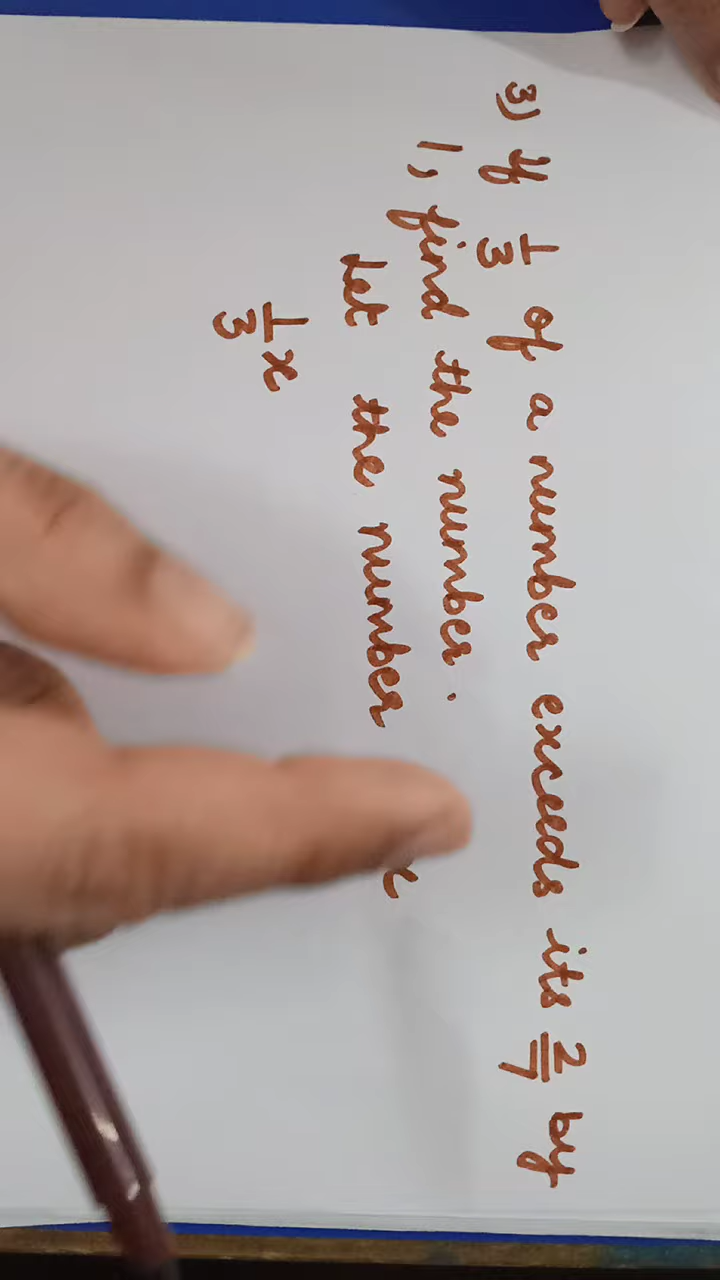 3) If 1/3 of a number exceeds its 2/7 by
1, find the number.
Let the number x
1/3 x